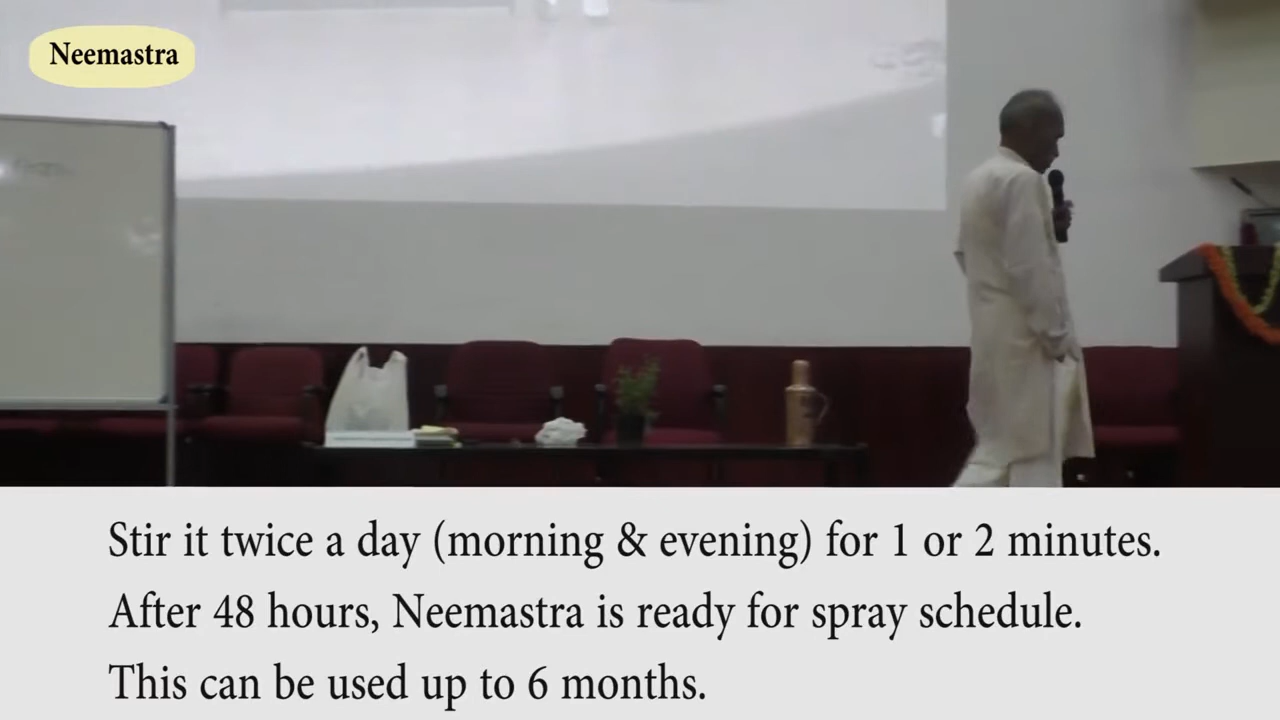 Neemastra
Stir it twice a day (morning & evening) for 1 or 2 minutes.
After 48 hours, Neemastra is ready for spray schedule.
This can be used up to 6 months.